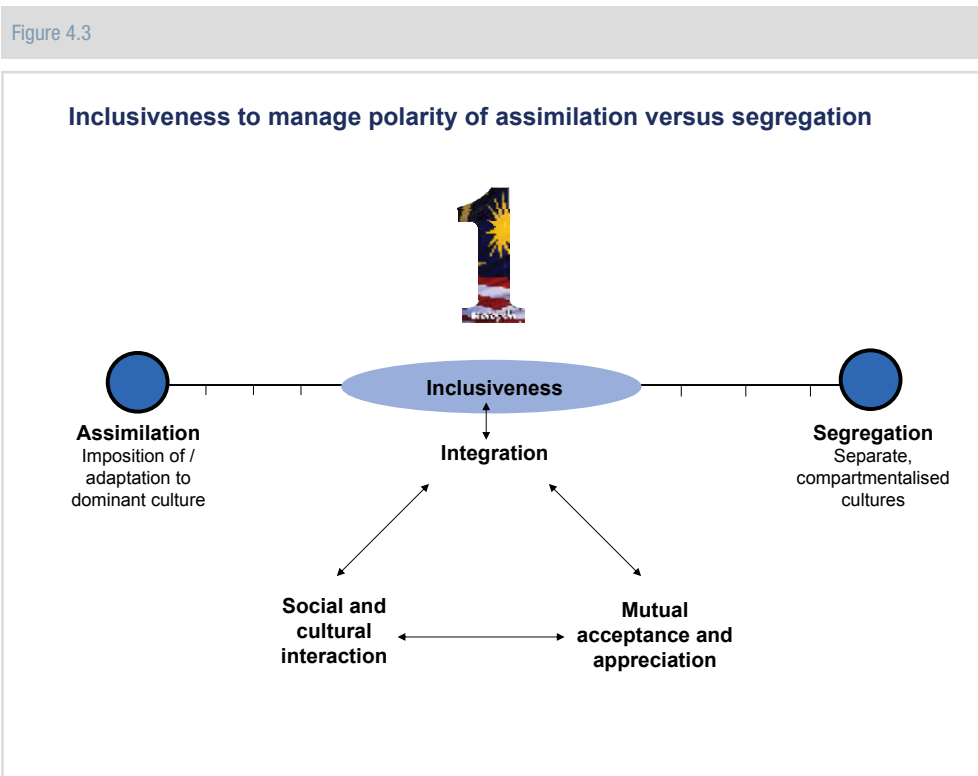 Figure 4.3
Inclusiveness to manage polarity of assimilation versus segregation
Inclusiveness
Assimilation
Imposition of /
adaptation to
dominant culture
Integration
Segregation
Separate,
compartmentalised
cultures
Social and
cultural
interaction
Mutual
acceptance and
appreciation